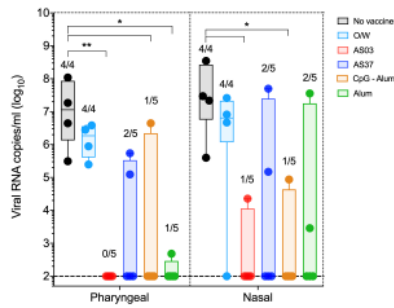 Viral RNA copies/ml (log10)
10
9
8
7
6
5
4
3
2
*
**
*
4/4
4/4
0/5
2/5
1/5
1/5
4/4
4/4
1/5
2/5
1/5
2/5
Pharyngeal
Nasal
No vaccine
O/W
AS03
AS37
CpG - Alum
Alum